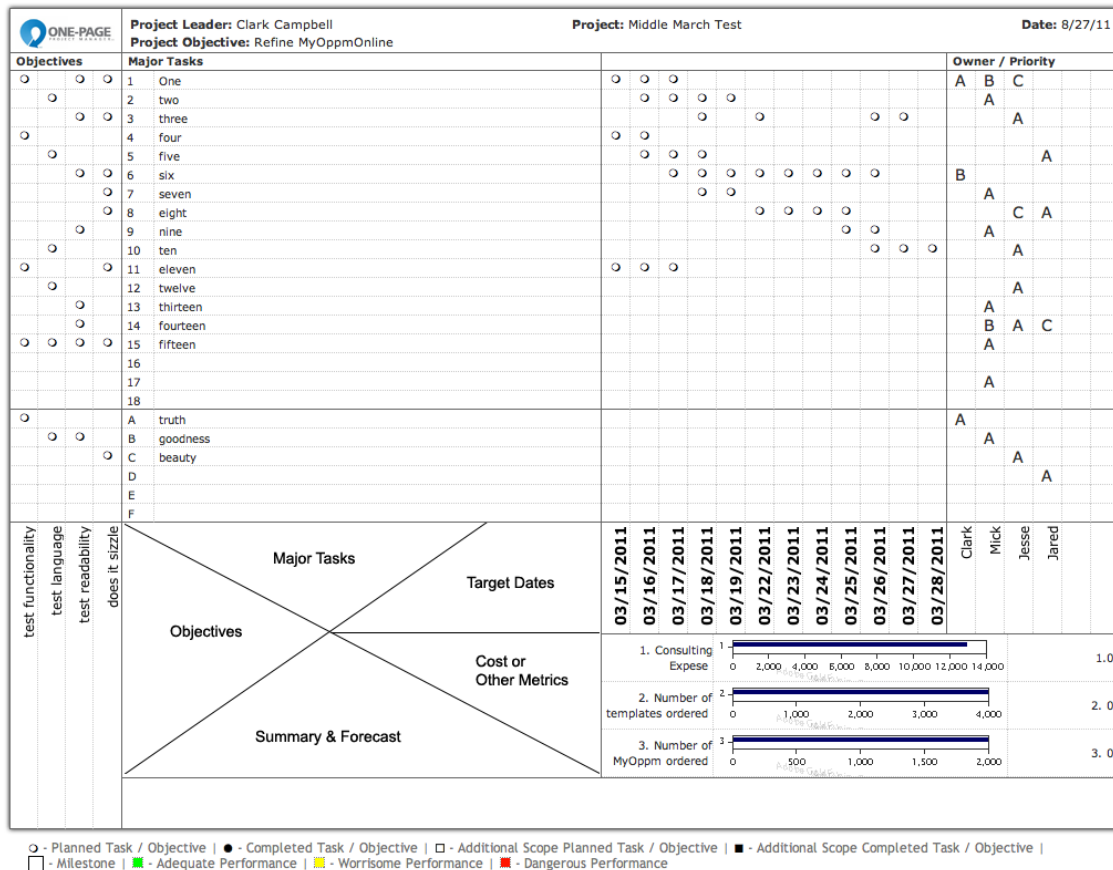 ONE-PAGE
PROJECT MANAGER
Project Leader: Clark Campbell
Project: Middle March Test
Date: 8/27/11
Project Objective: Refine MyOppmOnline
Objectives
Major Tasks
Owner / Priority
1 One A B C
2 two A
3 three A
4 four
5 five A
6 six B
7 seven A
8 eight C A
9 nine A
10 ten A
11 eleven
12 twelve A
13 thirteen A
14 fourteen B A C
15 fifteen A
16
17 A
18
A truth A
B goodness A
C beauty A
D A
E
F
test functionality
test language
test readability
does it sizzle
Major Tasks
Target Dates
Objectives
Cost or
Other Metrics
Summary & Forecast
03/15/2011
03/16/2011
03/17/2011
03/18/2011
03/19/2011
03/22/2011
03/23/2011
03/24/2011
03/25/2011
03/26/2011
03/27/2011
03/28/2011
Clark
Mick
Jesse
Jared
1. Consulting
Expese
1
0 2,000 4,000 6,000 8,000 10,000 12,000 14,000
1.0
2. Number of
templates ordered
2
0 1,000 2,000 3,000 4,000
2. 0
3. Number of
MyOppm ordered
3
0 500 1,000 1,500 2,000
3. 0
- Planned Task / Objective | - Completed Task / Objective | - Additional Scope Planned Task / Objective | - Additional Scope Completed Task / Objective |
- Milestone | - Adequate Performance | - Worrisome Performance | - Dangerous Performance